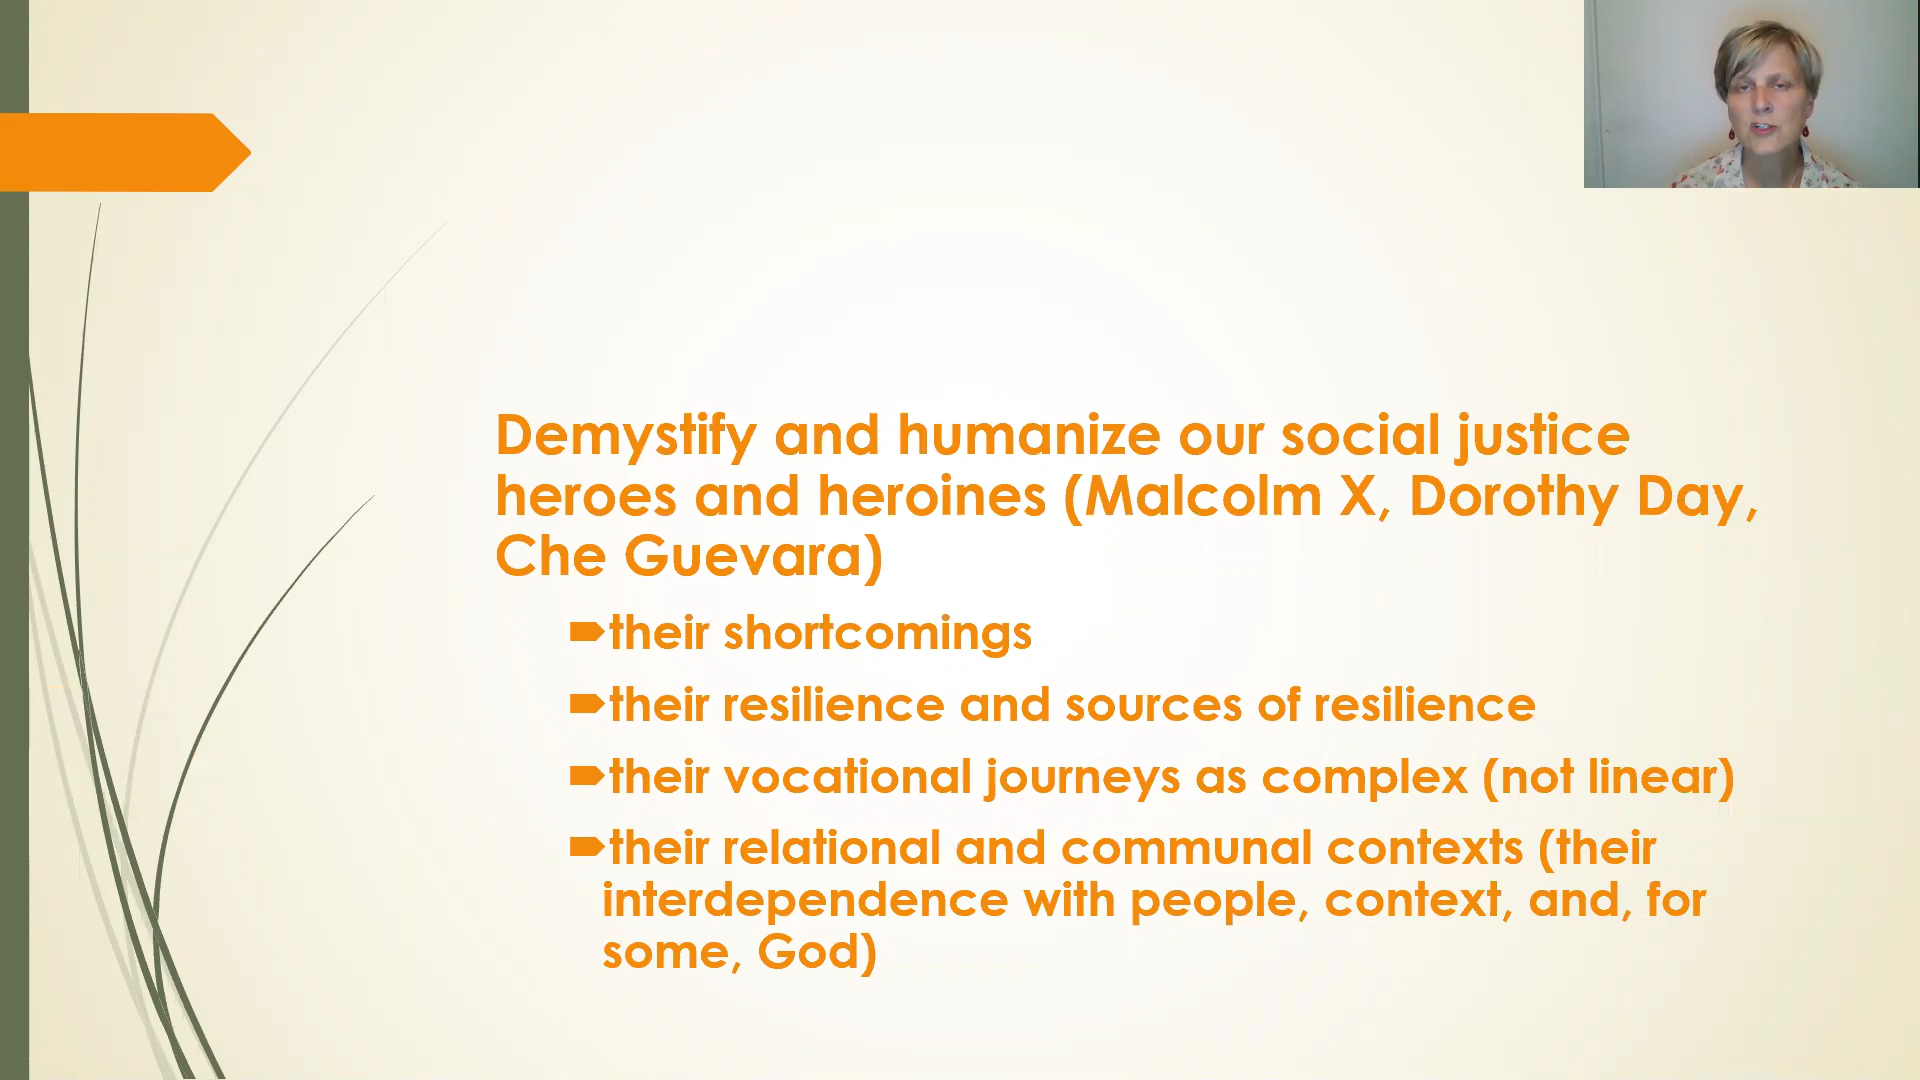 Demystify and humanize our social justice
heroes and heroines (Malcolm X, Dorothy Day,
Che Guevara)
their shortcomings
their resilience and sources of resilience
their vocational journeys as complex (not linear)
their relational and communal contexts (their
interdependence with people, context, and, for
some, God)